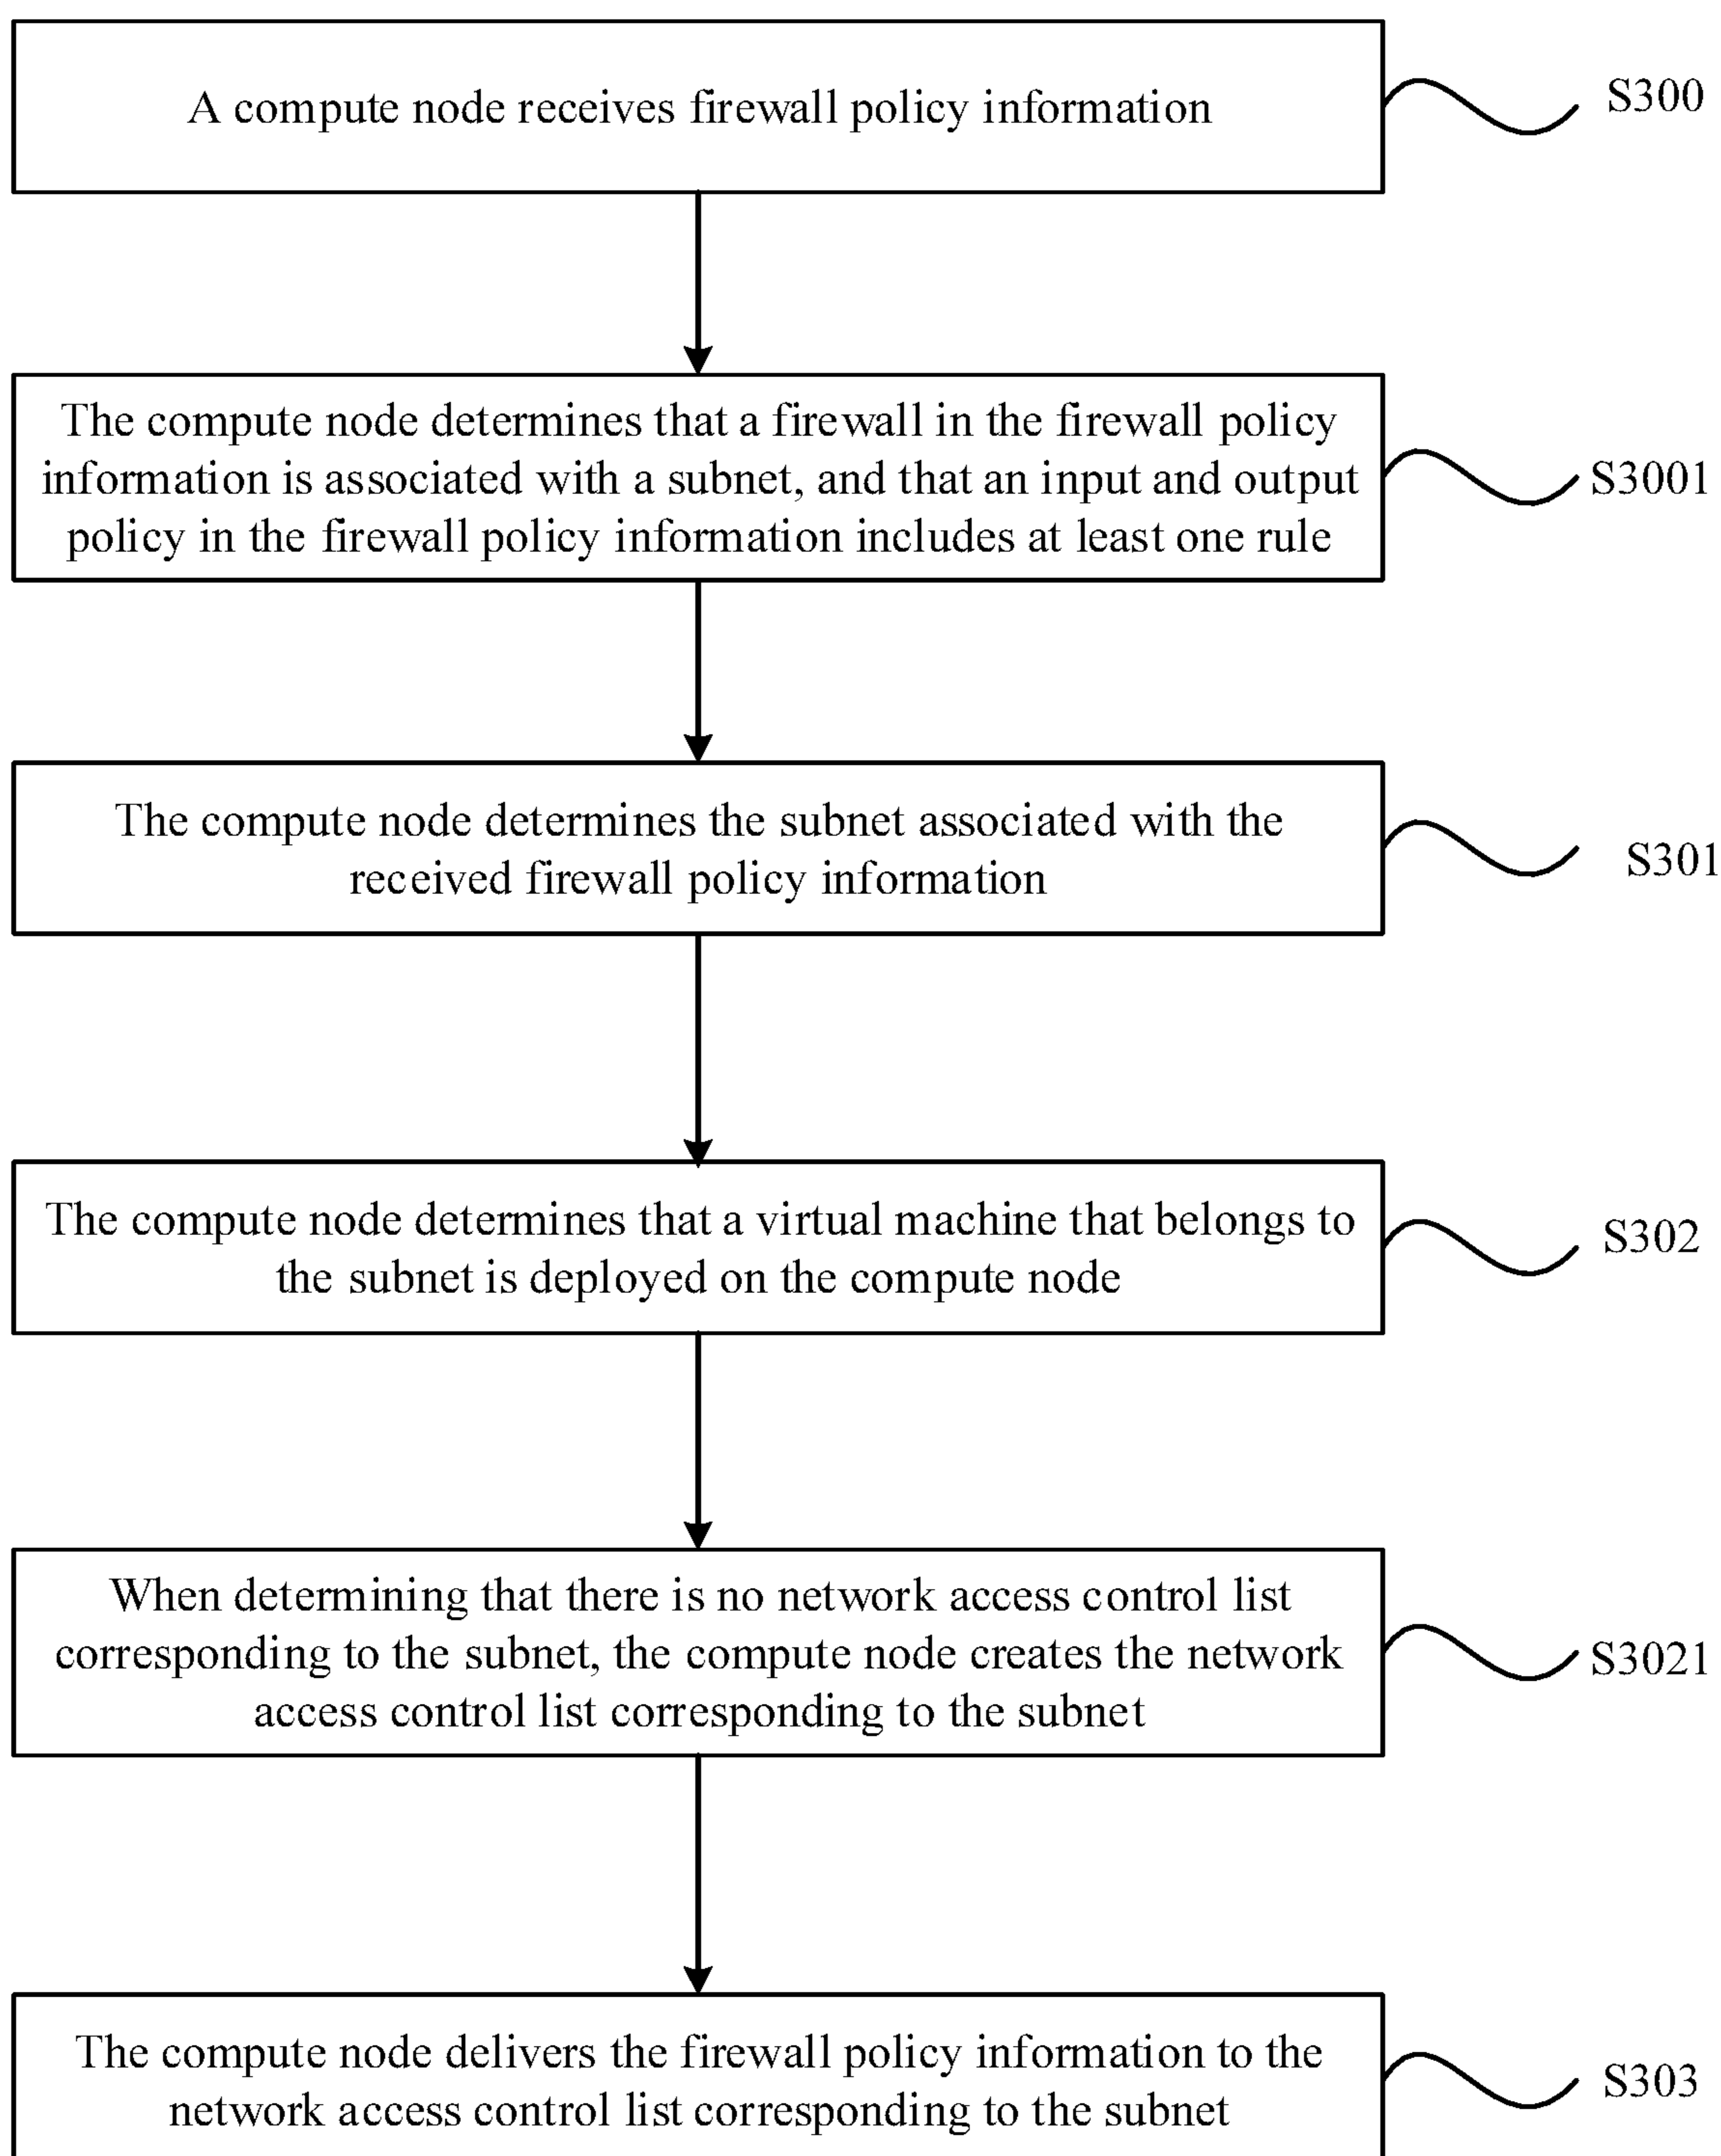 A compute node receives firewall policy information
S300
The compute node determines that a firewall in the firewall policy
information is associated with a subnet, and that an input and output
policy in the firewall policy information includes at least one rule
S3001
The compute node determines the subnet associated with the
received firewall policy information
S301
The compute node determines that a virtual machine that belongs to
the subnet is deployed on the compute node
S302
When determining that there is no network access control list
corresponding to the subnet, the compute node creates the network
access control list corresponding to the subnet
S3021
The compute node delivers the firewall policy information to the
network access control list corresponding to the subnet
S303